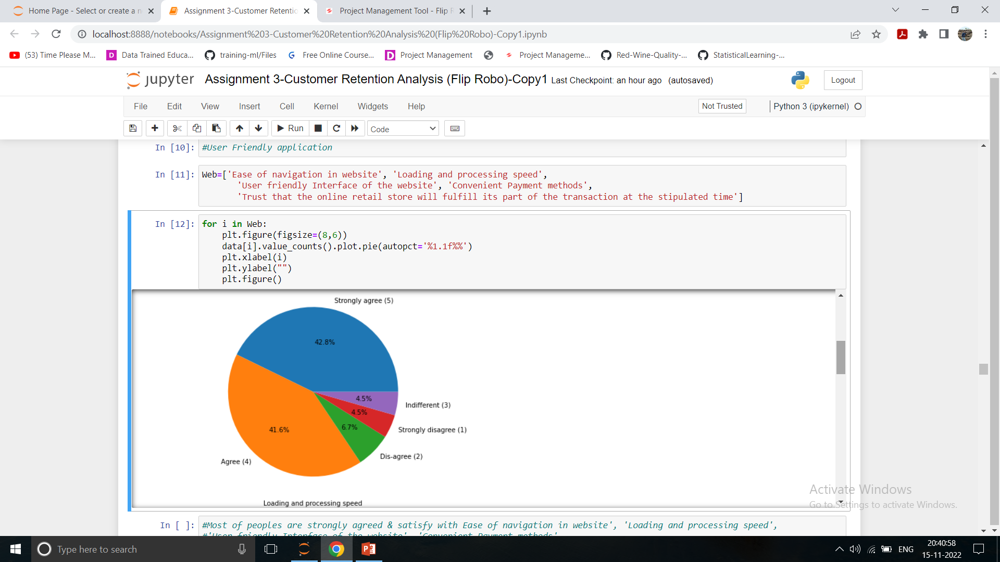 Home Page - Select or create a n
Assignment 3-Customer Retentio
Project Management Tool - Flip R
localhost:8888/notebooks/Assignment%203-Customer%20Retention%20Analysis%20(Flip%20Robo)-Copy1.ipynb
(53) Time Please M...
Data Trained Educa...
training-ml/Files
Free Online Course...
Project Management
Project Manageme...
Red-Wine-Quality-...
StatisticalLearning-...
jupyter
Assignment 3-Customer Retention Analysis (Flip Robo)-Copy1
Last Checkpoint: an hour ago (autosaved)
Logout
File Edit View Insert Cell Kernel Widgets Help
Not Trusted
Python 3 (ipykernel)
Run
Code
In [10]: #User Friendly application
In [11]: Web=['Ease of navigation in website', 'Loading and processing speed',
'User friendly Interface of the website', 'Convenient Payment methods',
'Trust that the online retail store will fulfill its part of the transaction at the stipulated time']
In [12]: for i in Web:
plt.figure(figsize=(8,6))
data[i].value_counts().plot.pie(autopct='%1.1f%%')
plt.xlabel(i)
plt.ylabel("")
plt.figure()
Strongly agree (5)
42.8%
4.5%
Indifferent (3)
4.5%
6.7%
41.6%
Strongly disagree (1)
Dis-agree (2)
Agree (4)
Loading and processing speed
Activate Windows
Go to Settings to activate Windows.
In [ ]: #Most of peoples are strongly agreed & satisfy with Ease of navigation in website', 'Loading and processing speed',
#'User friendly Interface of the website', 'Convenient Payment methods'
Type here to search
ENG
20:40:58
15-11-2022